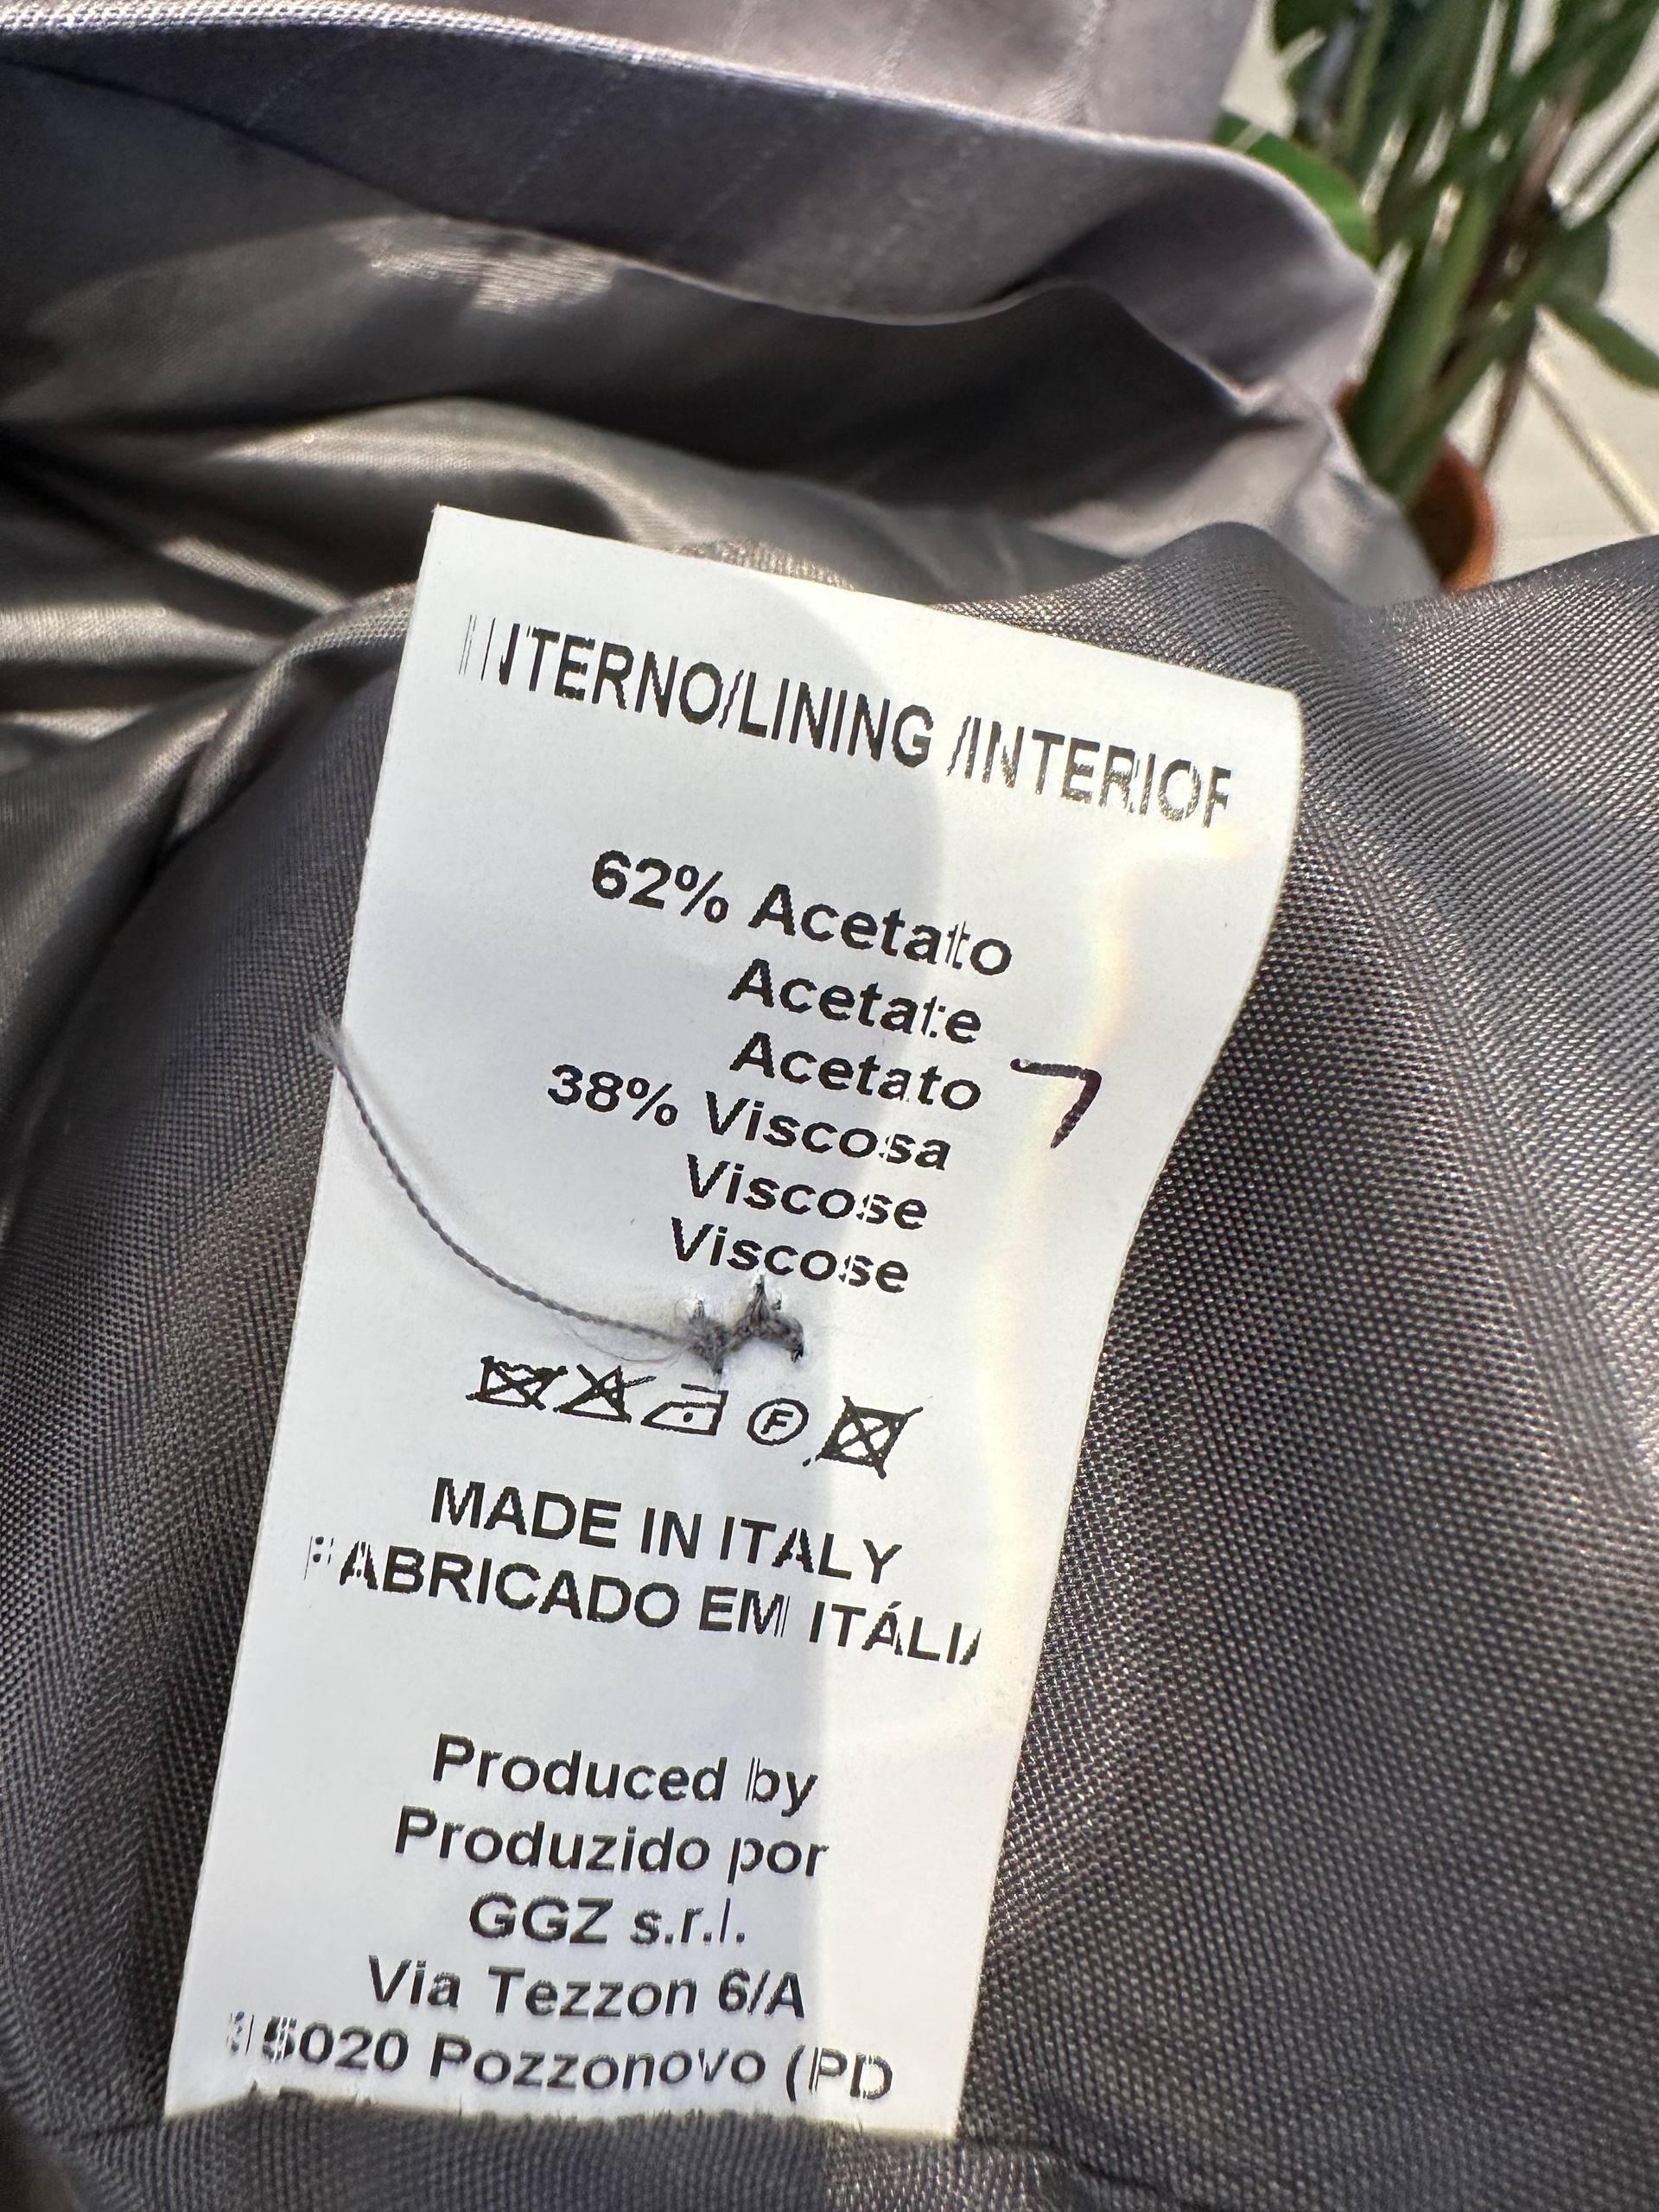 INTERNO/LINING /INTERIOR
62% Acetato
Acetate
Acetato
7
38% Viscosa
Viscose
Viscose
F
MADE IN ITALY
FABRICADO EM ITÁLIA
Produced by
Produzido por
GGZ s.r.l.
Via Tezzon 6/A
35020 Pozzonovo (PD